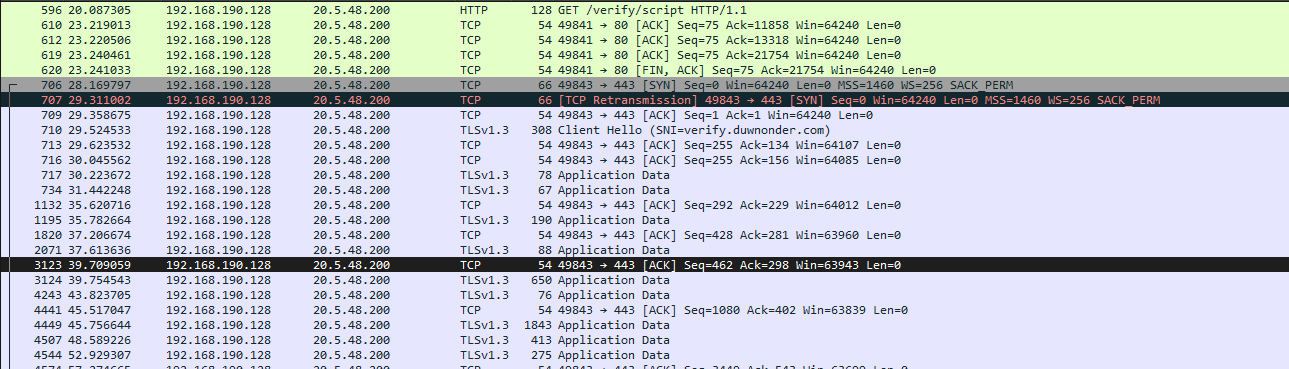 596 20.087305 192.168.190.128 20.5.48.200 HTTP 128 GET /verify/script HTTP/1.1
610 23.219013 192.168.190.128 20.5.48.200 TCP 54 49841 → 80 [ACK] Seq=75 Ack=11858 Win=64240 Len=0
612 23.220506 192.168.190.128 20.5.48.200 TCP 54 49841 → 80 [ACK] Seq=75 Ack=13318 Win=64240 Len=0
619 23.240461 192.168.190.128 20.5.48.200 TCP 54 49841 → 80 [ACK] Seq=75 Ack=21754 Win=64240 Len=0
620 23.241033 192.168.190.128 20.5.48.200 TCP 54 49841 → 80 [FIN, ACK] Seq=75 Ack=21754 Win=64240 Len=0
706 28.169797 192.168.190.128 20.5.48.200 TCP 66 49843 → 443 [SYN] Seq=0 Win=64240 Len=0 MSS=1460 WS=256 SACK_PERM
707 29.311002 192.168.190.128 20.5.48.200 TCP 66 [TCP Retransmission] 49843 → 443 [SYN] Seq=0 Win=64240 Len=0 MSS=1460 WS=256 SACK_PERM
709 29.358675 192.168.190.128 20.5.48.200 TCP 54 49843 → 443 [ACK] Seq=1 Ack=1 Win=64240 Len=0
710 29.524533 192.168.190.128 20.5.48.200 TLSv1.3 308 Client Hello (SNI=verify.duwnonder.com)
713 29.623532 192.168.190.128 20.5.48.200 TCP 54 49843 → 443 [ACK] Seq=255 Ack=134 Win=64107 Len=0
716 30.045562 192.168.190.128 20.5.48.200 TCP 54 49843 → 443 [ACK] Seq=255 Ack=156 Win=64085 Len=0
717 30.223672 192.168.190.128 20.5.48.200 TLSv1.3 78 Application Data
734 31.442248 192.168.190.128 20.5.48.200 TLSv1.3 67 Application Data
1132 35.620716 192.168.190.128 20.5.48.200 TCP 54 49843 → 443 [ACK] Seq=292 Ack=229 Win=64012 Len=0
1195 35.782664 192.168.190.128 20.5.48.200 TLSv1.3 190 Application Data
1820 37.206674 192.168.190.128 20.5.48.200 TCP 54 49843 → 443 [ACK] Seq=428 Ack=281 Win=63960 Len=0
2071 37.613636 192.168.190.128 20.5.48.200 TLSv1.3 88 Application Data
3123 39.709059 192.168.190.128 20.5.48.200 TCP 54 49843 → 443 [ACK] Seq=462 Ack=298 Win=63943 Len=0
3124 39.754543 192.168.190.128 20.5.48.200 TLSv1.3 650 Application Data
4243 43.823705 192.168.190.128 20.5.48.200 TLSv1.3 76 Application Data
4441 45.517047 192.168.190.128 20.5.48.200 TCP 54 49843 → 443 [ACK] Seq=1080 Ack=402 Win=63839 Len=0
4449 45.756644 192.168.190.128 20.5.48.200 TLSv1.3 1843 Application Data
4507 48.589226 192.168.190.128 20.5.48.200 TLSv1.3 413 Application Data
4544 52.929307 192.168.190.128 20.5.48.200 TLSv1.3 275 Application Data